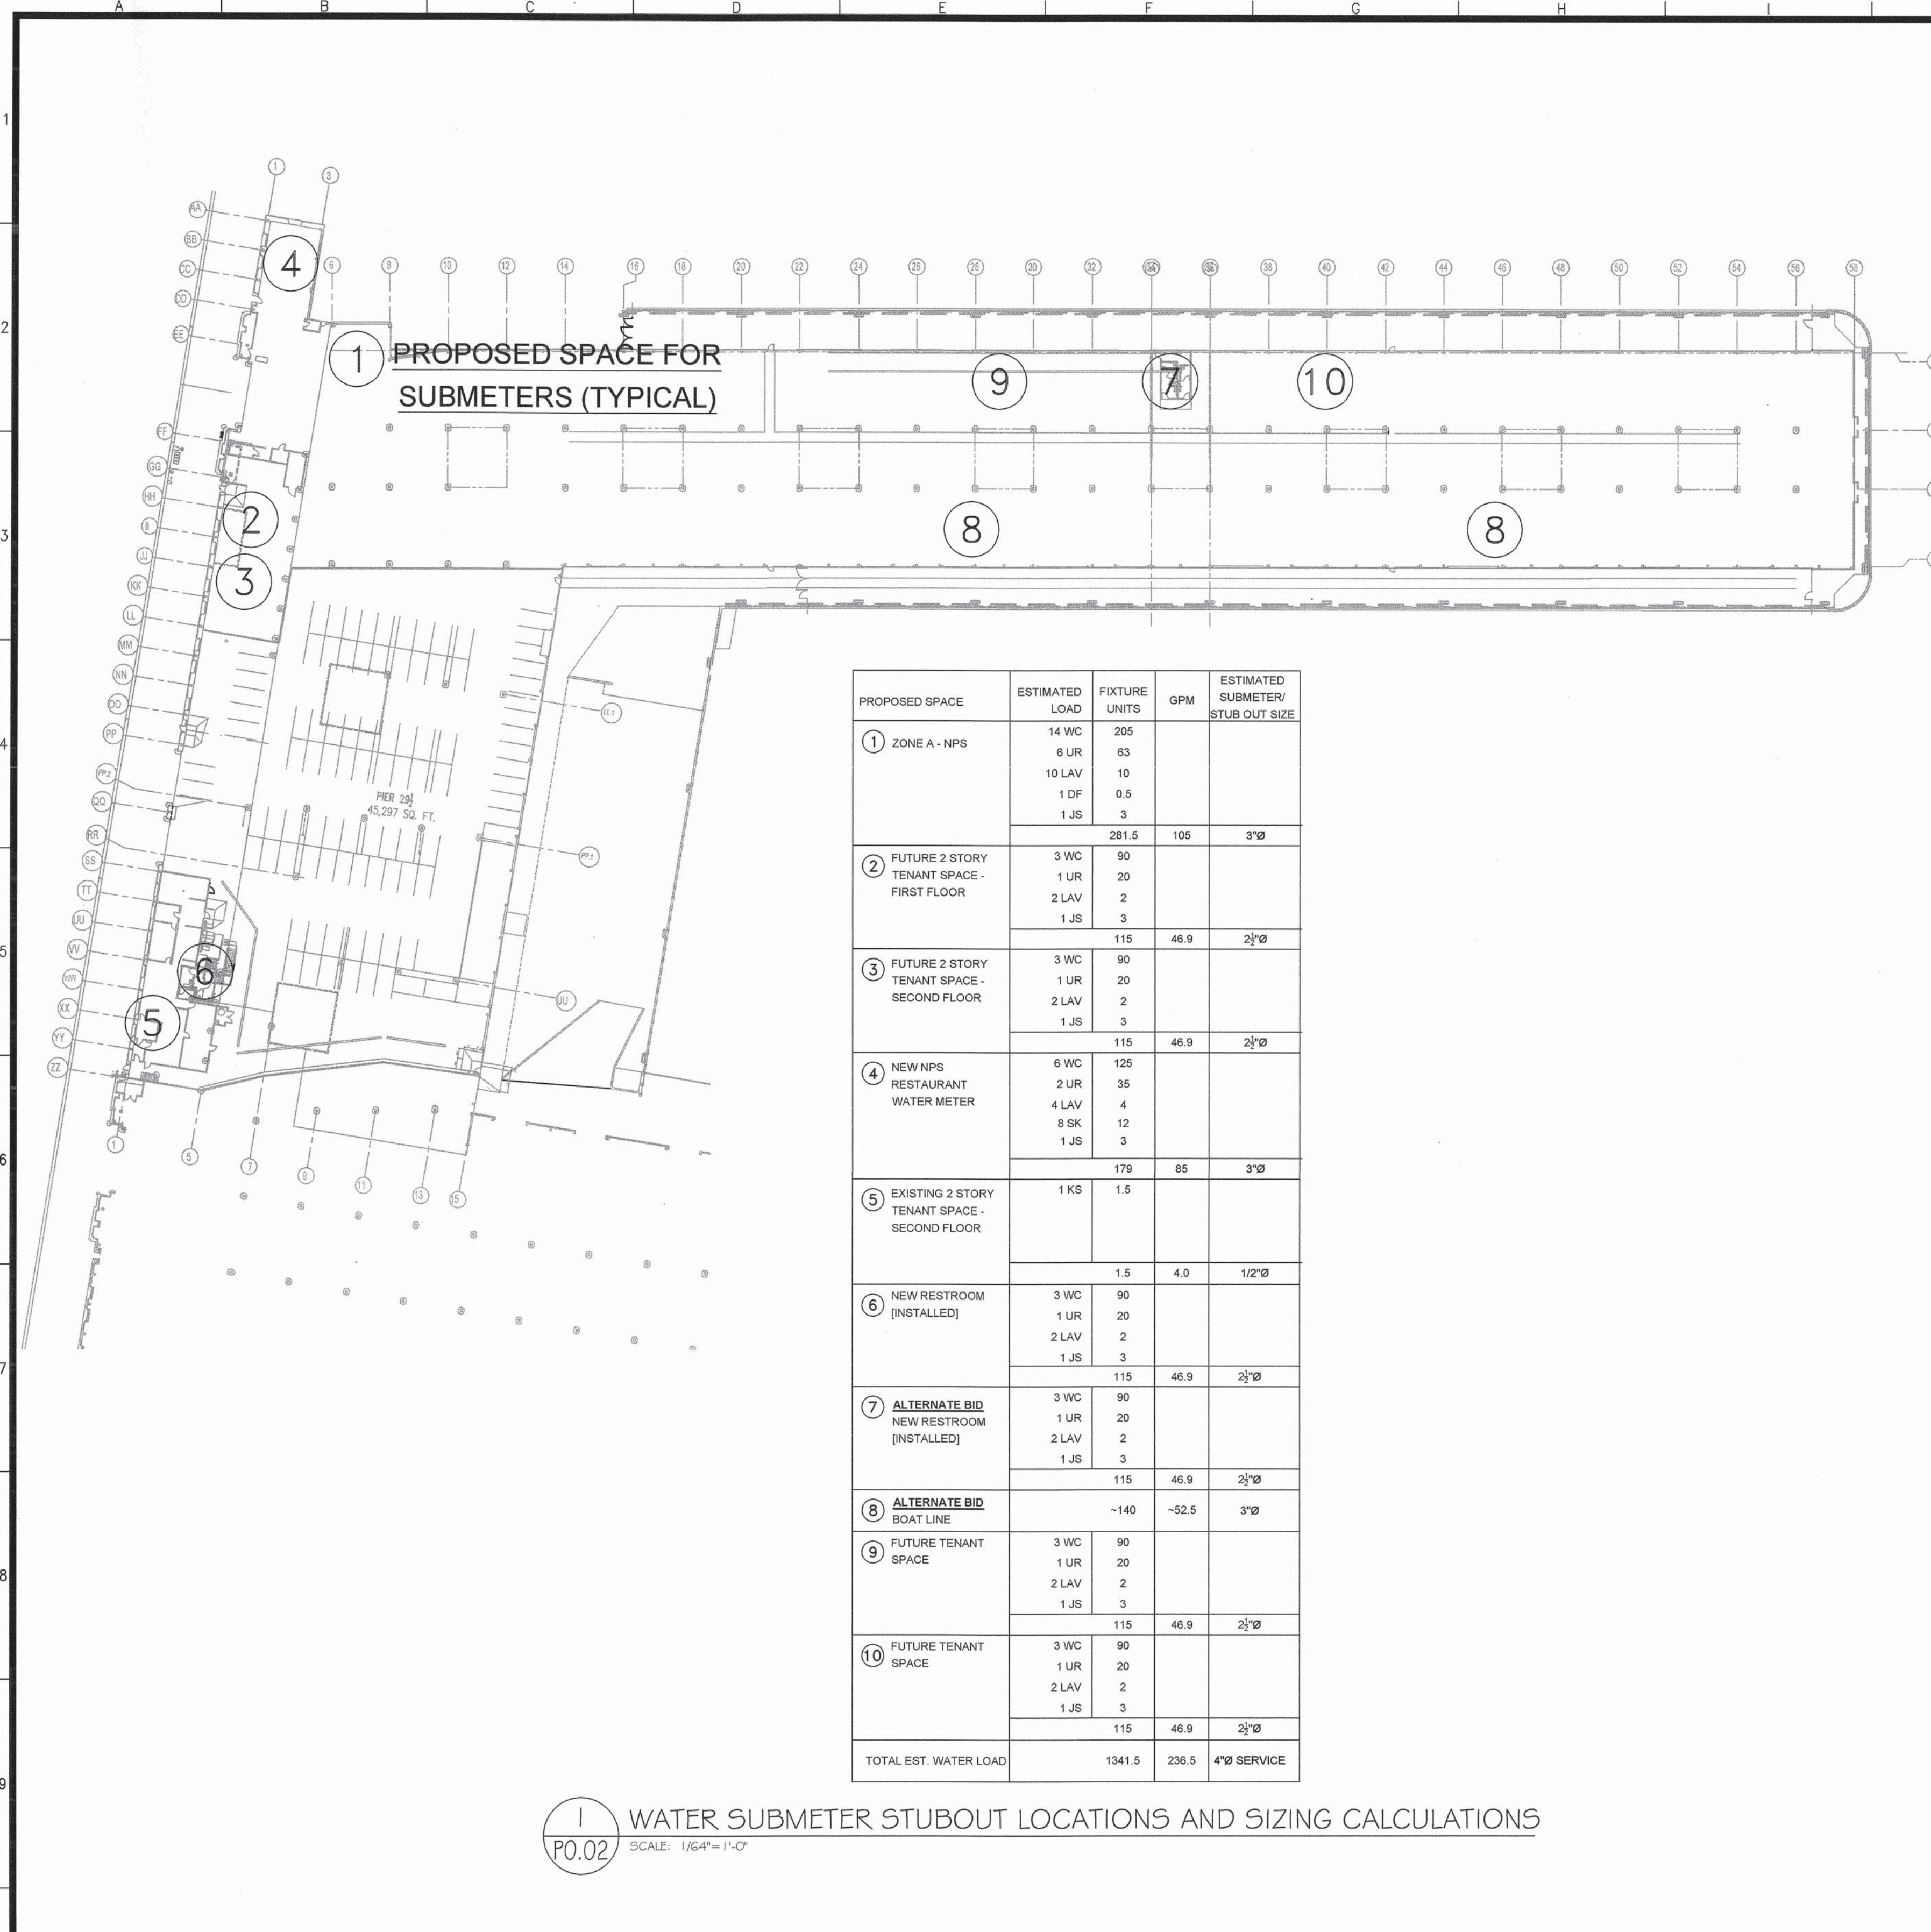 A B C D E F G H I
1
2
3
4
5
6
7
8
9
1 3
AA
BB
CC
DD
EE
FF
GG
HH
II
JJ
KK
LL
MM
NN
OO
PP
PP.2
QQ
RR
SS
TT
UU
VV
WW
XX
YY
ZZ
6 8 10 12 14 16 18 20 22 24 26 28 30 32 38 40 42 44 46 48 50 52 54 56 58
4
1 PROPOSED SPACE FOR
SUBMETERS (TYPICAL)
9 7 10
2
8 8
3
LL.1
PIER 29½
45,297 SQ. FT.
PP.1
6
UU
5
1 5 7 9 11 13 15
PROPOSED SPACE ESTIMATED LOAD FIXTURE UNITS GPM ESTIMATED SUBMETER/ STUB OUT SIZE
1 ZONE A - NPS 14 WC 205
6 UR 63
10 LAV 10
1 DF 0.5
1 JS 3
281.5 105 3"Ø
2 FUTURE 2 STORY 3 WC 90
TENANT SPACE - 1 UR 20
FIRST FLOOR 2 LAV 2
1 JS 3
115 46.9 2½"Ø
3 FUTURE 2 STORY 3 WC 90
TENANT SPACE - 1 UR 20
SECOND FLOOR 2 LAV 2
1 JS 3
115 46.9 2½"Ø
4 NEW NPS 6 WC 125
RESTAURANT 2 UR 35
WATER METER 4 LAV 4
8 SK 12
1 JS 3
179 85 3"Ø
5 EXISTING 2 STORY 1 KS 1.5
TENANT SPACE -
SECOND FLOOR
1.5 4.0 1/2"Ø
6 NEW RESTROOM 3 WC 90
[INSTALLED] 1 UR 20
2 LAV 2
1 JS 3
115 46.9 2½"Ø
7 ALTERNATE BID 3 WC 90
NEW RESTROOM 1 UR 20
[INSTALLED] 2 LAV 2
1 JS 3
115 46.9 2½"Ø
8 ALTERNATE BID ~140 ~52.5 3"Ø
BOAT LINE
9 FUTURE TENANT 3 WC 90
SPACE 1 UR 20
2 LAV 2
1 JS 3
115 46.9 2½"Ø
10 FUTURE TENANT 3 WC 90
SPACE 1 UR 20
2 LAV 2
1 JS 3
115 46.9 2½"Ø
TOTAL EST. WATER LOAD 1341.5 236.5 4"Ø SERVICE
1 WATER SUBMETER STUBOUT LOCATIONS AND SIZING CALCULATIONS
P0.02 SCALE: 1/64"=1'-0"